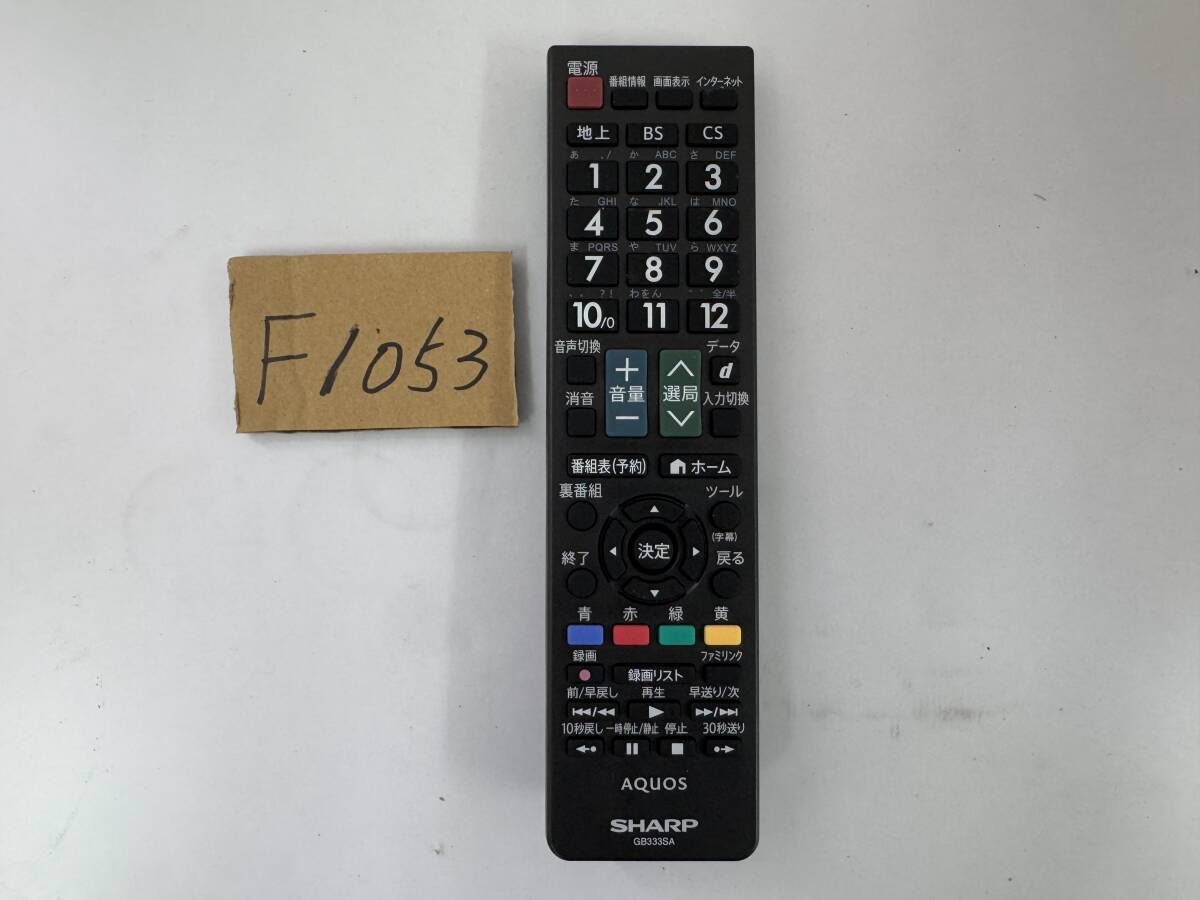 電源
番組情報 画面表示 インターネット
地上 BS CS
あ ./ か ABC さ DEF
1 2 3
た GHI な JKL は MNO
4 5 6
ま PQRS や TUV ら WXYZ
7 8 9
、。 ?! わをん ゛゜ 全/半
10/0 11 12
音声切換 データ
+ d
音量 選局
消音 入力切換
−
番組表(予約) ホーム
裏番組 ツール
(字幕)
決定
終了 戻る
青 赤 緑 黄
録画 ファミリンク
録画リスト
前/早戻し 再生 早送り/次
10秒戻し 一時停止/静止 停止 30秒送り
AQUOS
SHARP
GB333SA
F1053